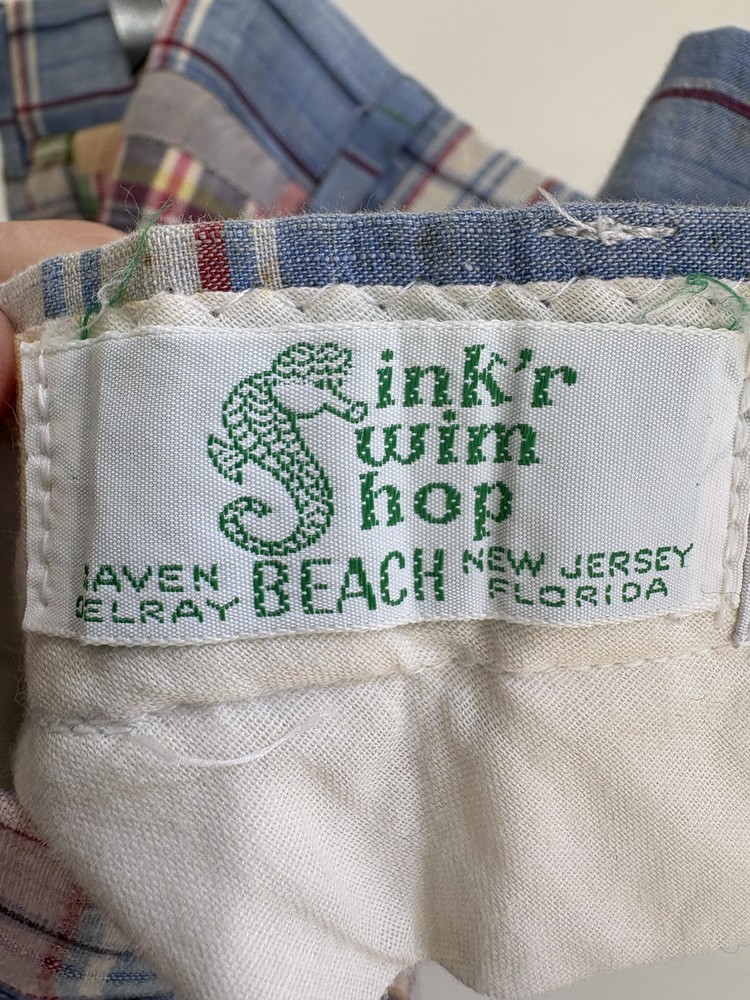 ink'r
wim
hop
HAVEN BEACH NEW JERSEY
DELRAY FLORIDA